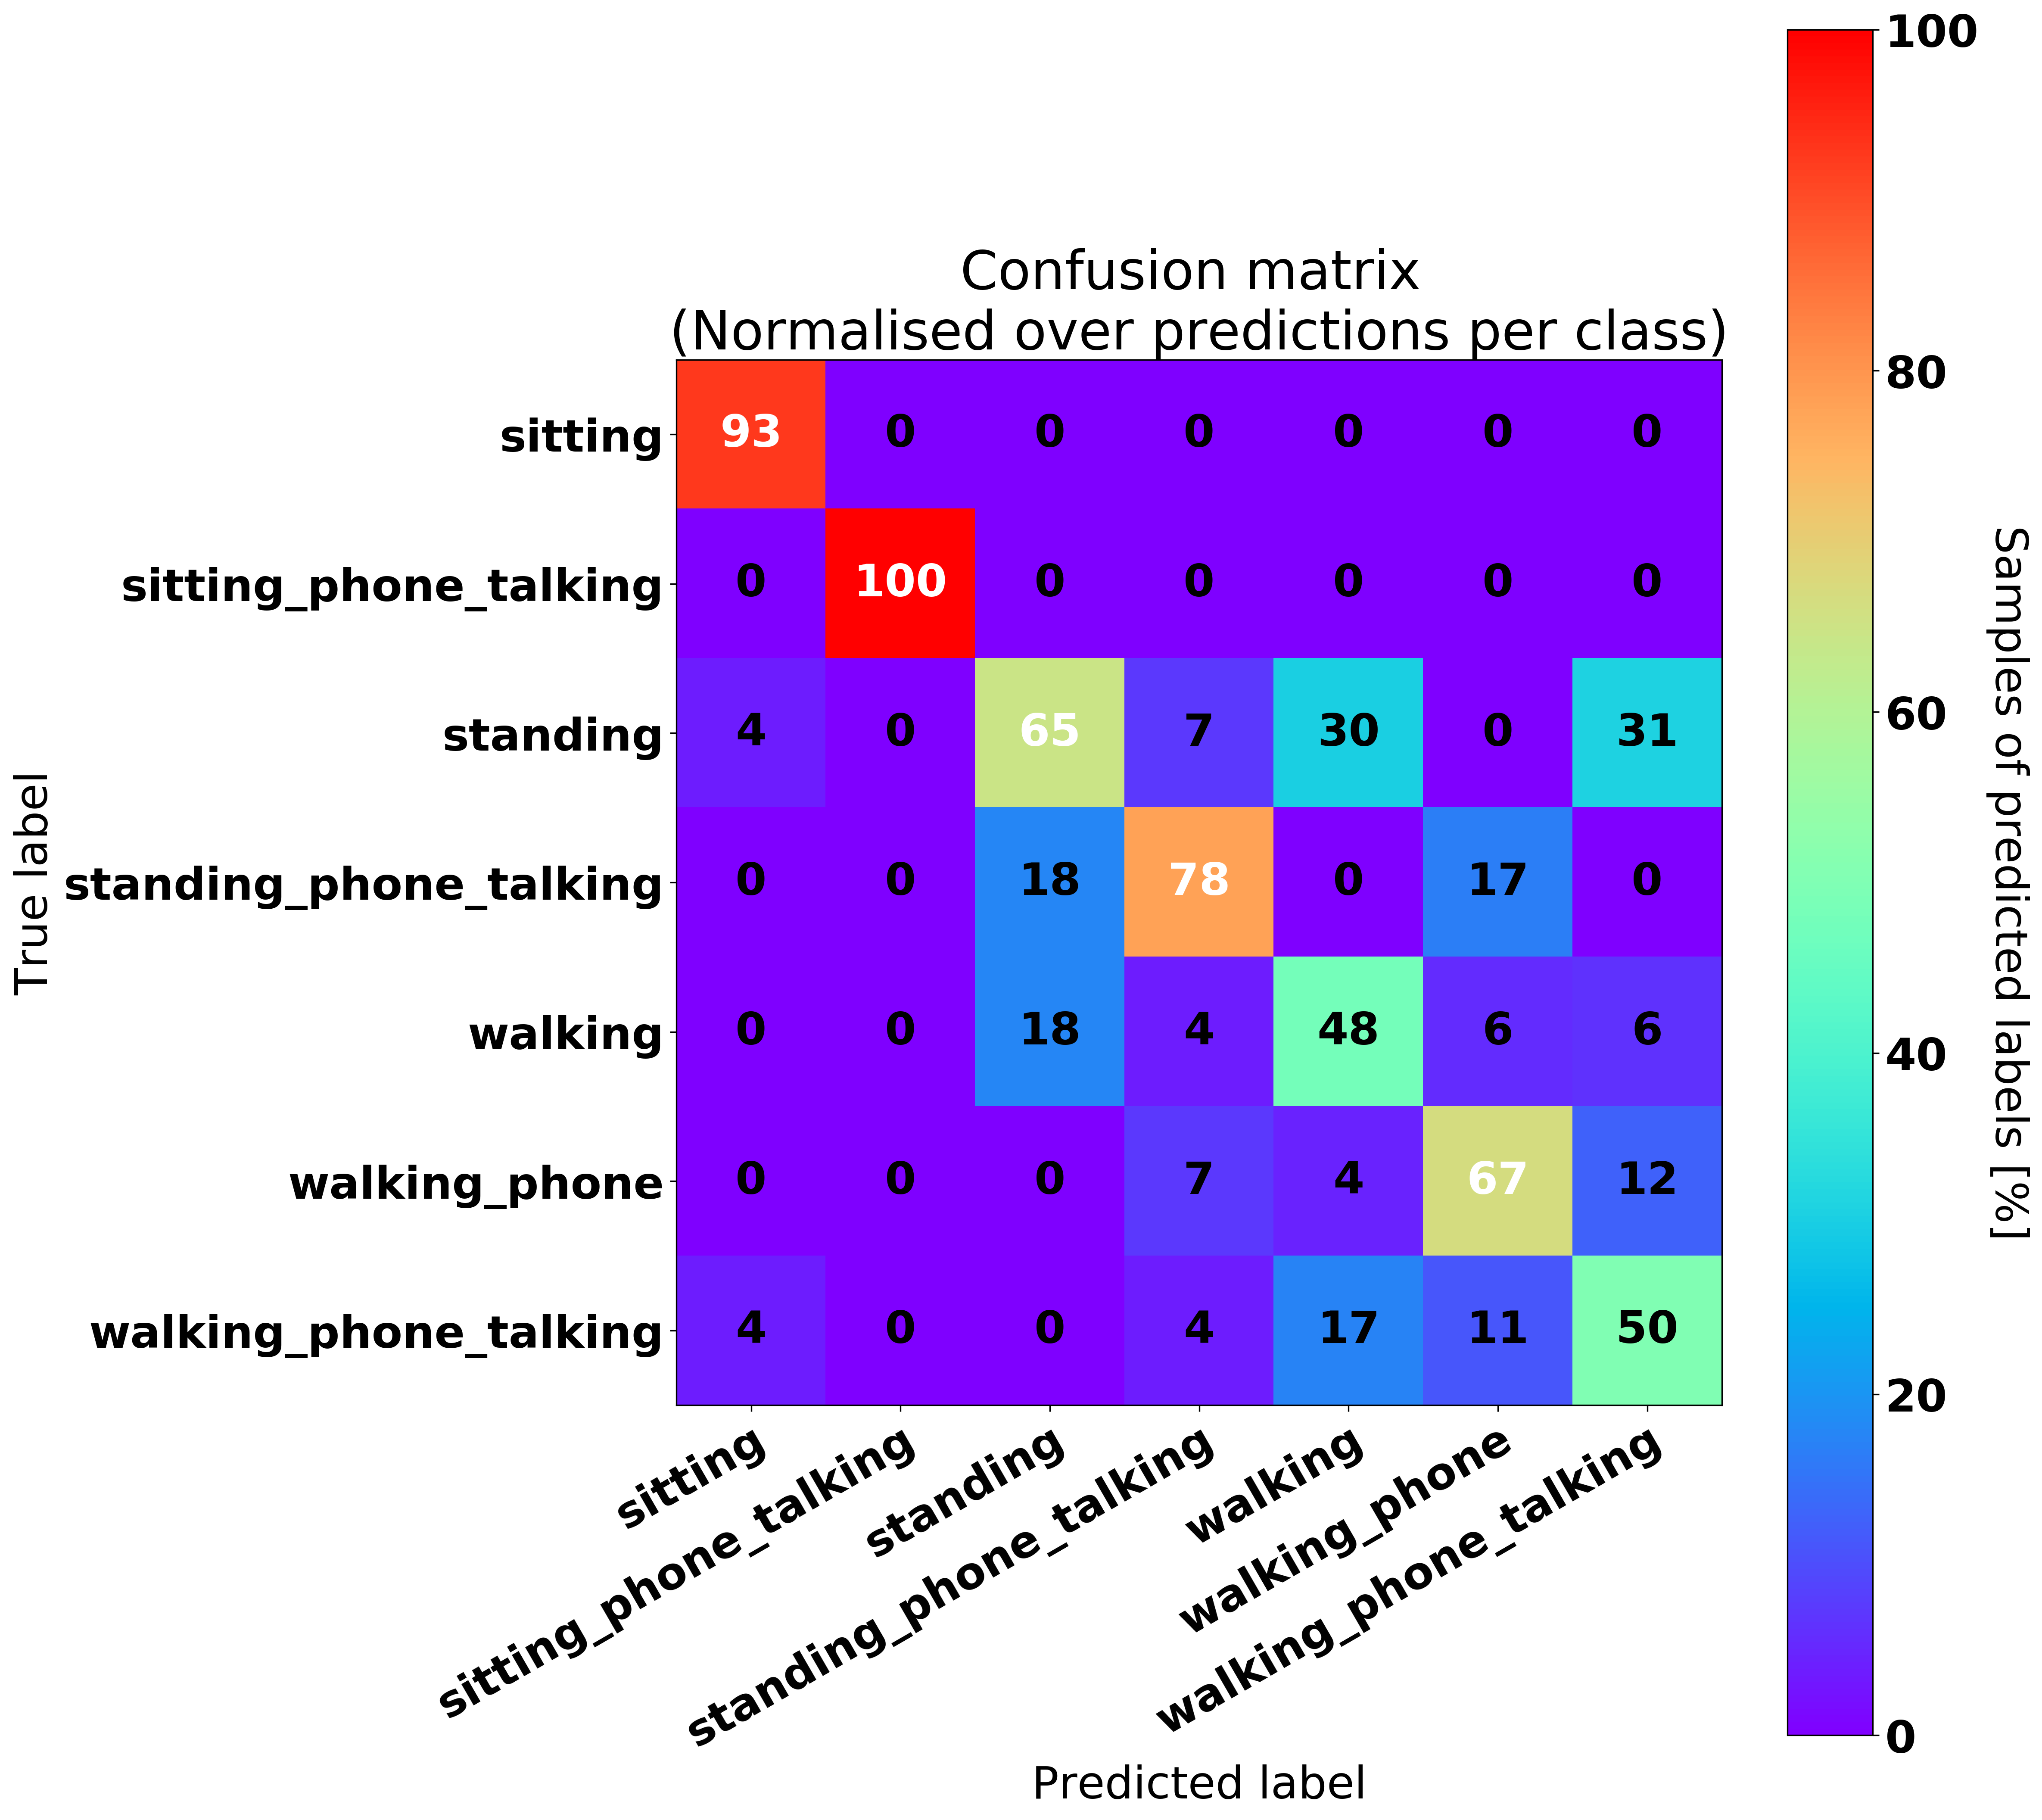 Confusion matrix
(Normalised over predictions per class)
True label
sitting 93 0 0 0 0 0 0
sitting_phone_talking 0 100 0 0 0 0 0
standing 4 0 65 7 30 0 31
standing_phone_talking 0 0 18 78 0 17 0
walking 0 0 18 4 48 6 6
walking_phone 0 0 0 7 4 67 12
walking_phone_talking 4 0 0 4 17 11 50
sitting
sitting_phone_talking
standing
standing_phone_talking
walking
walking_phone
walking_phone_talking
Predicted label
100
80
60
40
20
0
Samples of predicted labels [%]